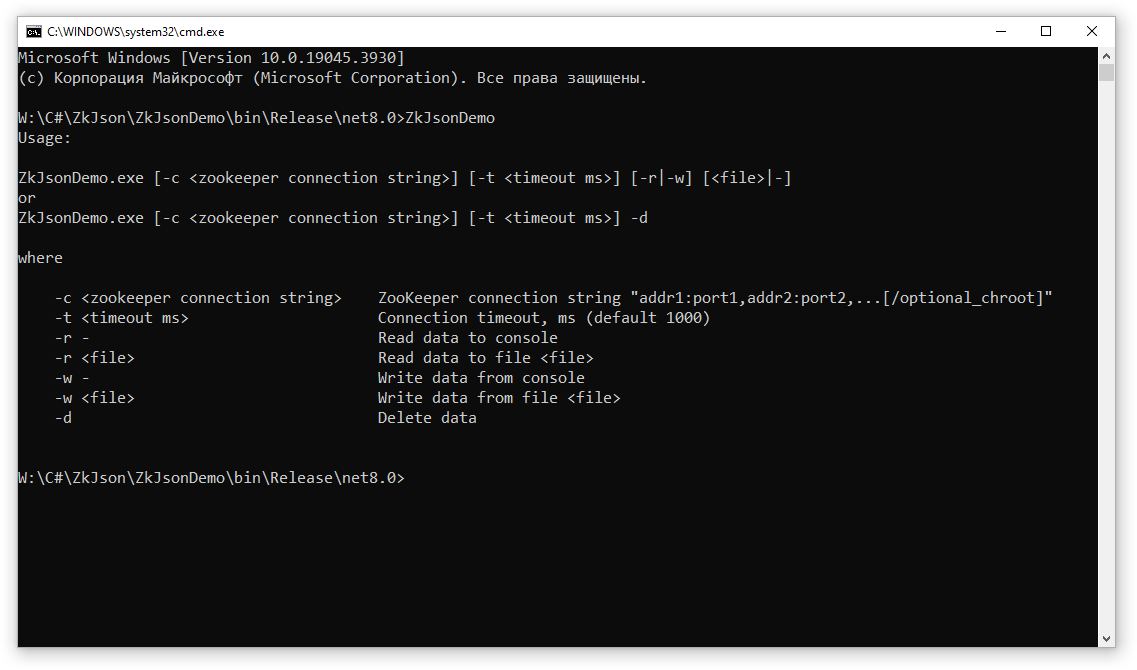 C:\WINDOWS\system32\cmd.exe
Microsoft Windows [Version 10.0.19045.3930]
(c) Корпорация Майкрософт (Microsoft Corporation). Все права защищены.
W:\C#\ZkJson\ZkJsonDemo\bin\Release\net8.0>ZkJsonDemo
Usage:
ZkJsonDemo.exe [-c <zookeeper connection string>] [-t <timeout ms>] [-r|-w] [<file>|-]
or
ZkJsonDemo.exe [-c <zookeeper connection string>] [-t <timeout ms>] -d
where
-c <zookeeper connection string>    ZooKeeper connection string "addr1:port1,addr2:port2,...[/optional_chroot]"
-t <timeout ms>                     Connection timeout, ms (default 1000)
-r -                                Read data to console
-r <file>                           Read data to file <file>
-w -                                Write data from console
-w <file>                           Write data from file <file>
-d                                  Delete data
W:\C#\ZkJson\ZkJsonDemo\bin\Release\net8.0>